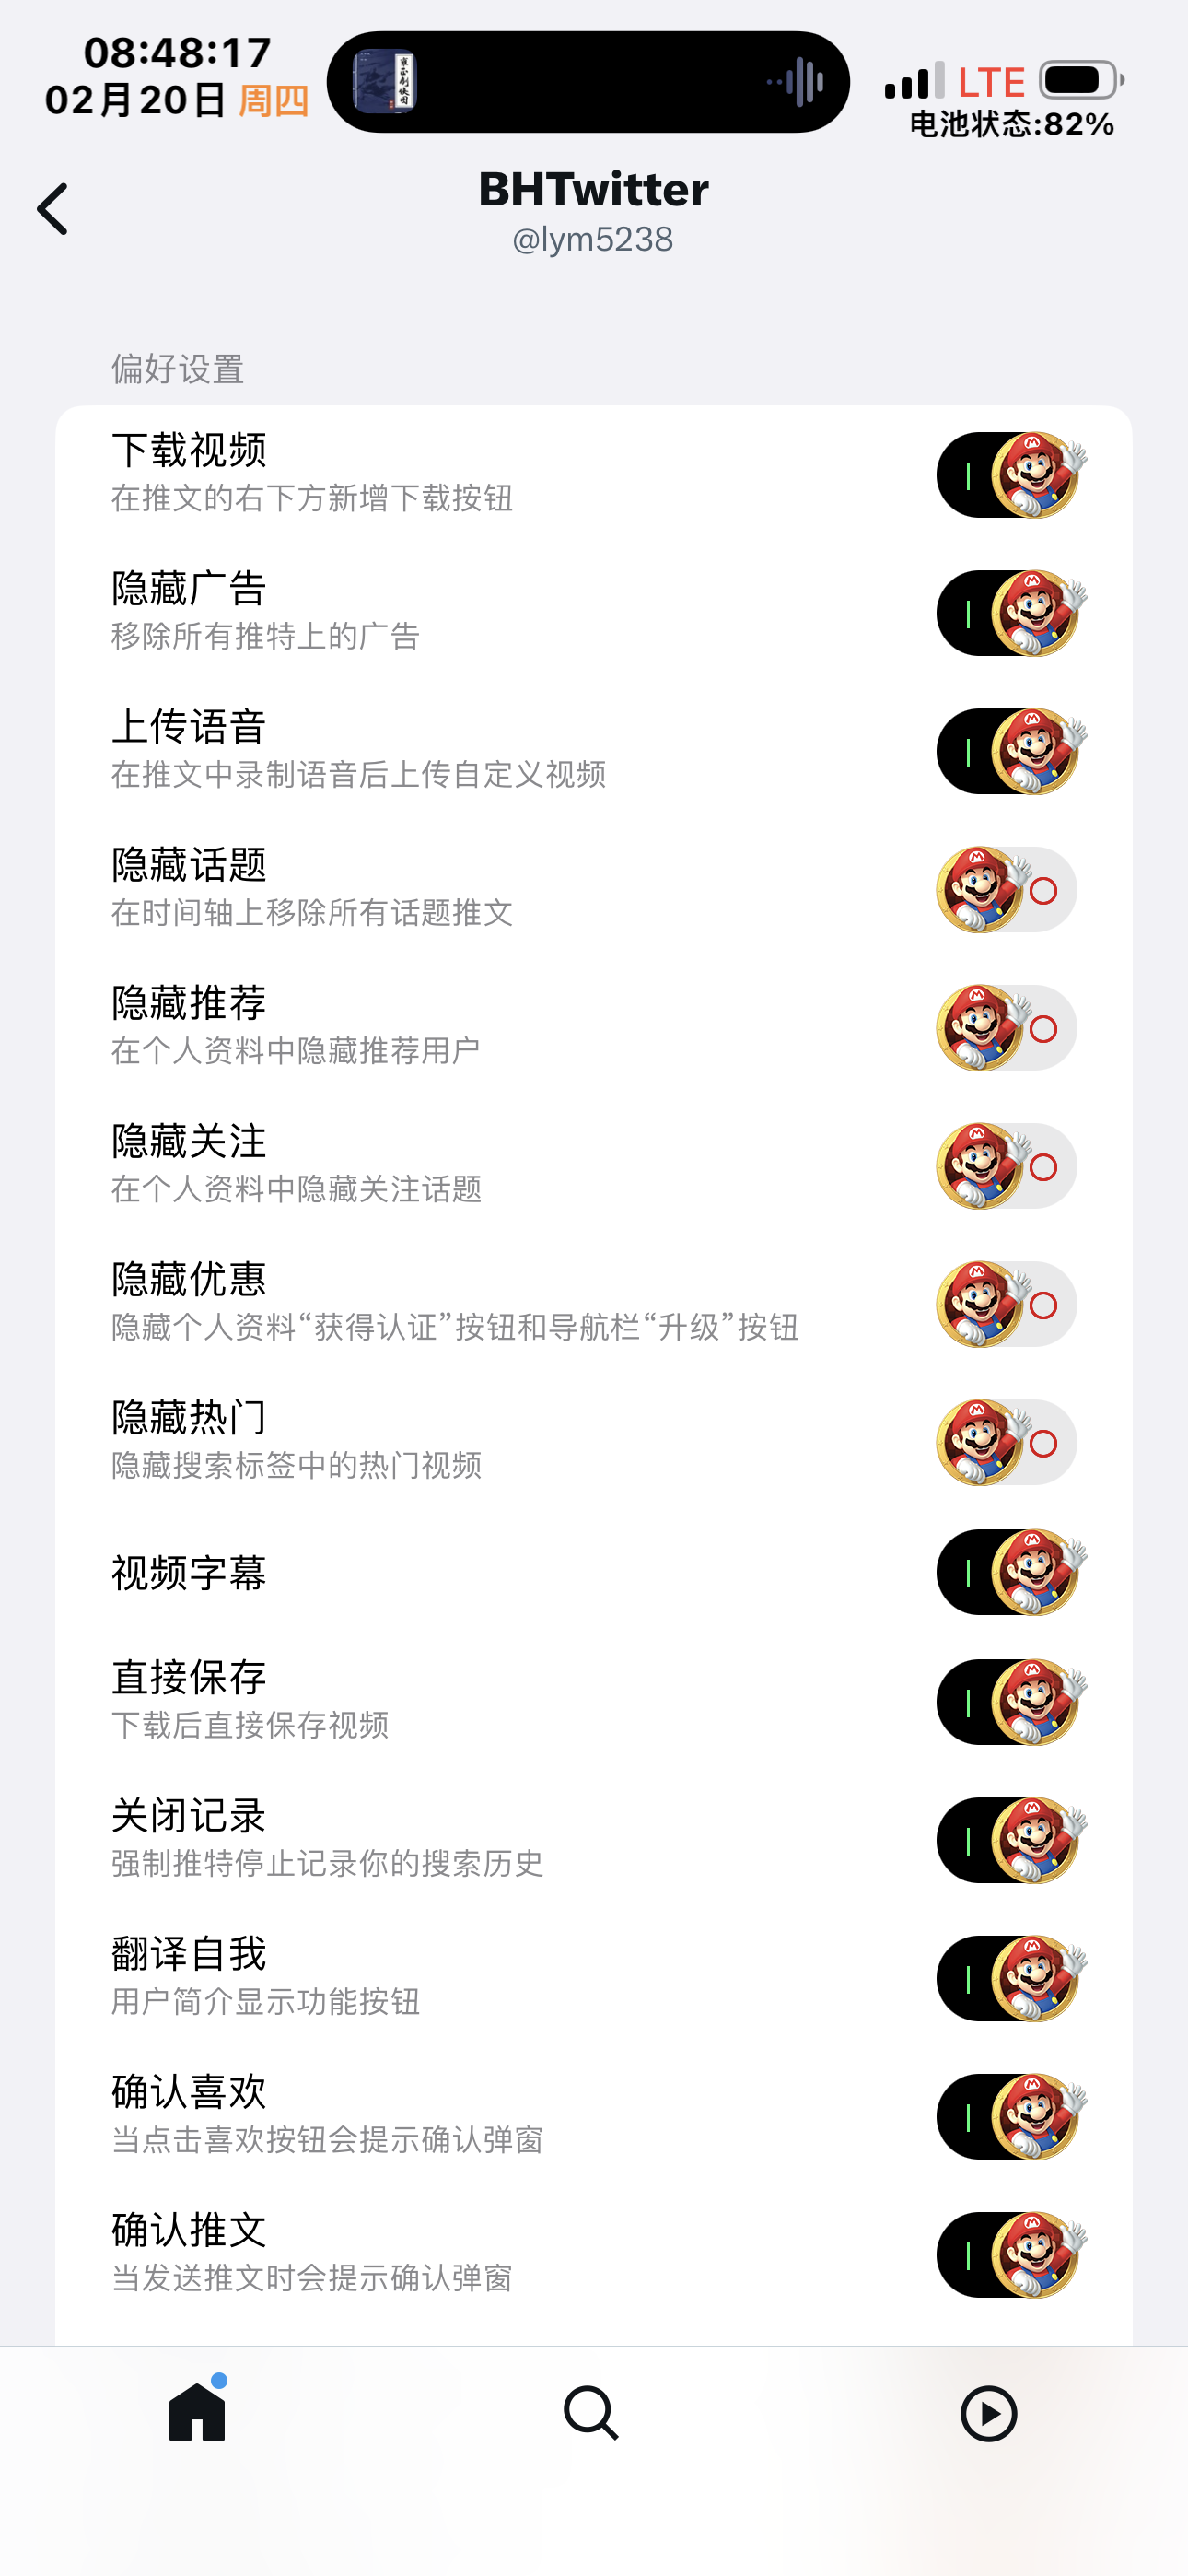 08:48:17
02月20日 周四
LTE
电池状态:82%
BHTwitter
@lym5238
偏好设置
下载视频
在推文的右下方新增下载按钮
隐藏广告
移除所有推特上的广告
上传语音
在推文中录制语音后上传自定义视频
隐藏话题
在时间轴上移除所有话题推文
隐藏推荐
在个人资料中隐藏推荐用户
隐藏关注
在个人资料中隐藏关注话题
隐藏优惠
隐藏个人资料“获得认证”按钮和导航栏“升级”按钮
隐藏热门
隐藏搜索标签中的热门视频
视频字幕
直接保存
下载后直接保存视频
关闭记录
强制推特停止记录你的搜索历史
翻译自我
用户简介显示功能按钮
确认喜欢
当点击喜欢按钮会提示确认弹窗
确认推文
当发送推文时会提示确认弹窗